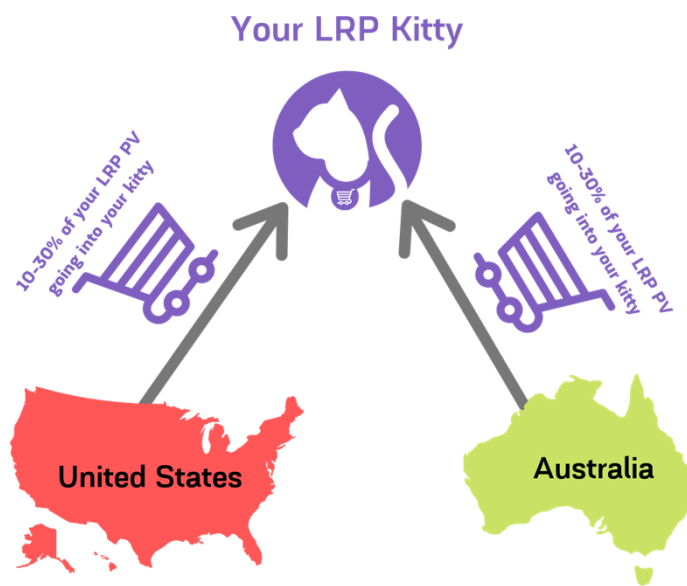 Your LRP Kitty
10-30% of your LRP PV
going into your kitty
10-30% of your LRP PV
going into your kitty
United States
Australia